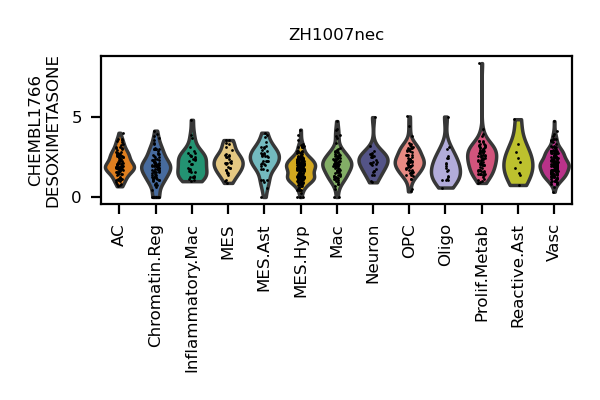 ZH1007nec
CHEMBL1766
DESOXIMETASONE
5
0
AC
Chromatin.Reg
Inflammatory.Mac
MES
MES.Ast
MES.Hyp
Mac
Neuron
OPC
Oligo
Prolif.Metab
Reactive.Ast
Vasc